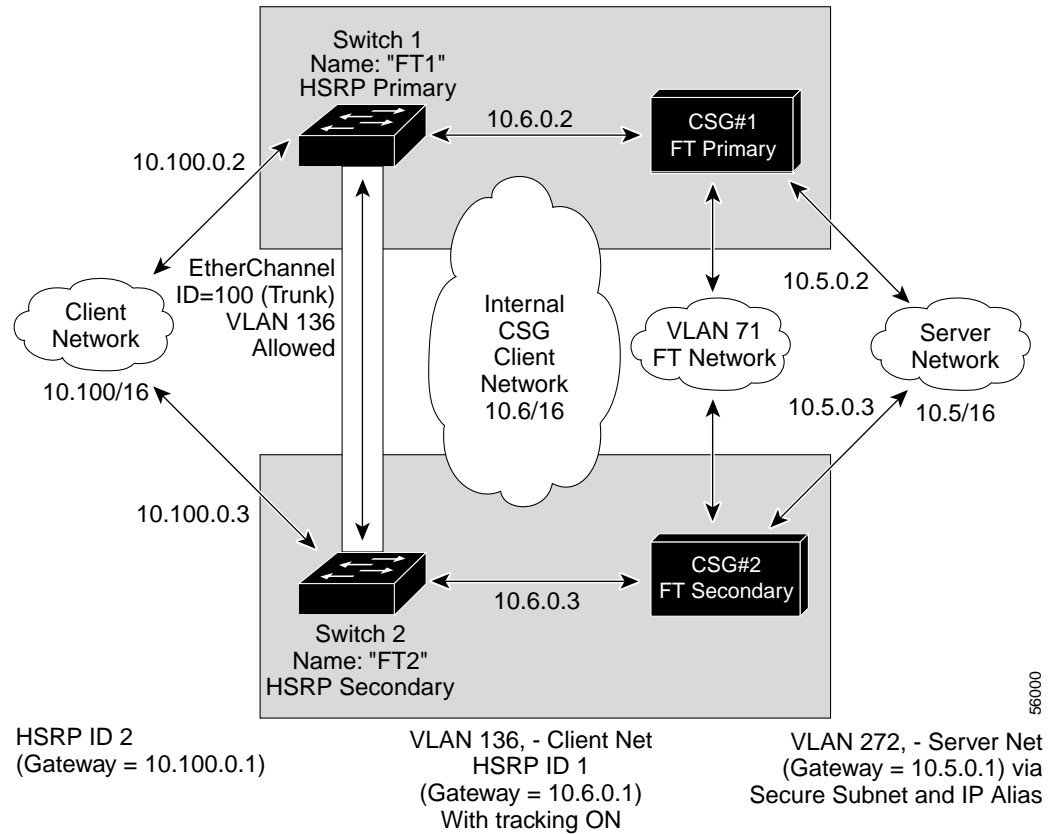 Switch 1
Name: "FT1"
HSRP Primary
10.6.0.2
CSG#1
FT Primary
10.100.0.2
EtherChannel
ID=100 (Trunk)
VLAN 136
Allowed
Client
Network
10.100/16
Internal
CSG
Client
Network
10.6/16
VLAN 71
FT Network
10.5.0.2
Server
Network
10.5.0.3
10.5/16
10.100.0.3
10.6.0.3
CSG#2
FT Secondary
Switch 2
Name: "FT2"
HSRP Secondary
56000
HSRP ID 2
(Gateway = 10.100.0.1)
VLAN 136, - Client Net
HSRP ID 1
(Gateway = 10.6.0.1)
With tracking ON
VLAN 272, - Server Net
(Gateway = 10.5.0.1) via
Secure Subnet and IP Alias